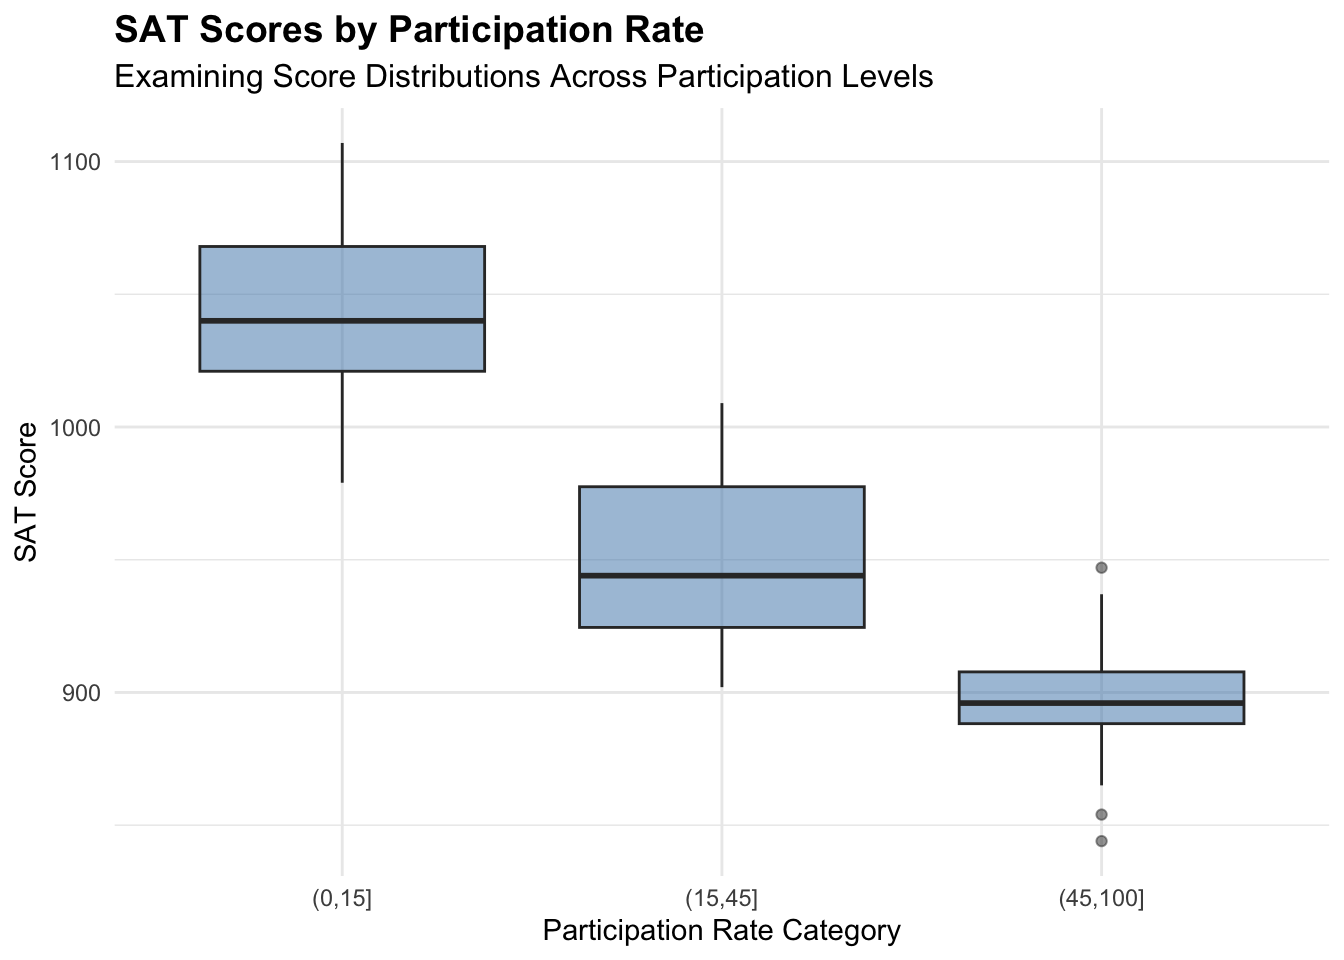 SAT Scores by Participation Rate
Examining Score Distributions Across Participation Levels
1100
1000
900
SAT Score
(0,15]
(15,45]
(45,100]
Participation Rate Category